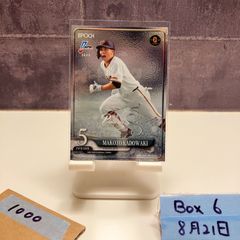 EPOCH
5
MAKOTO KADOWAKI
1000
Box 6
8月21日